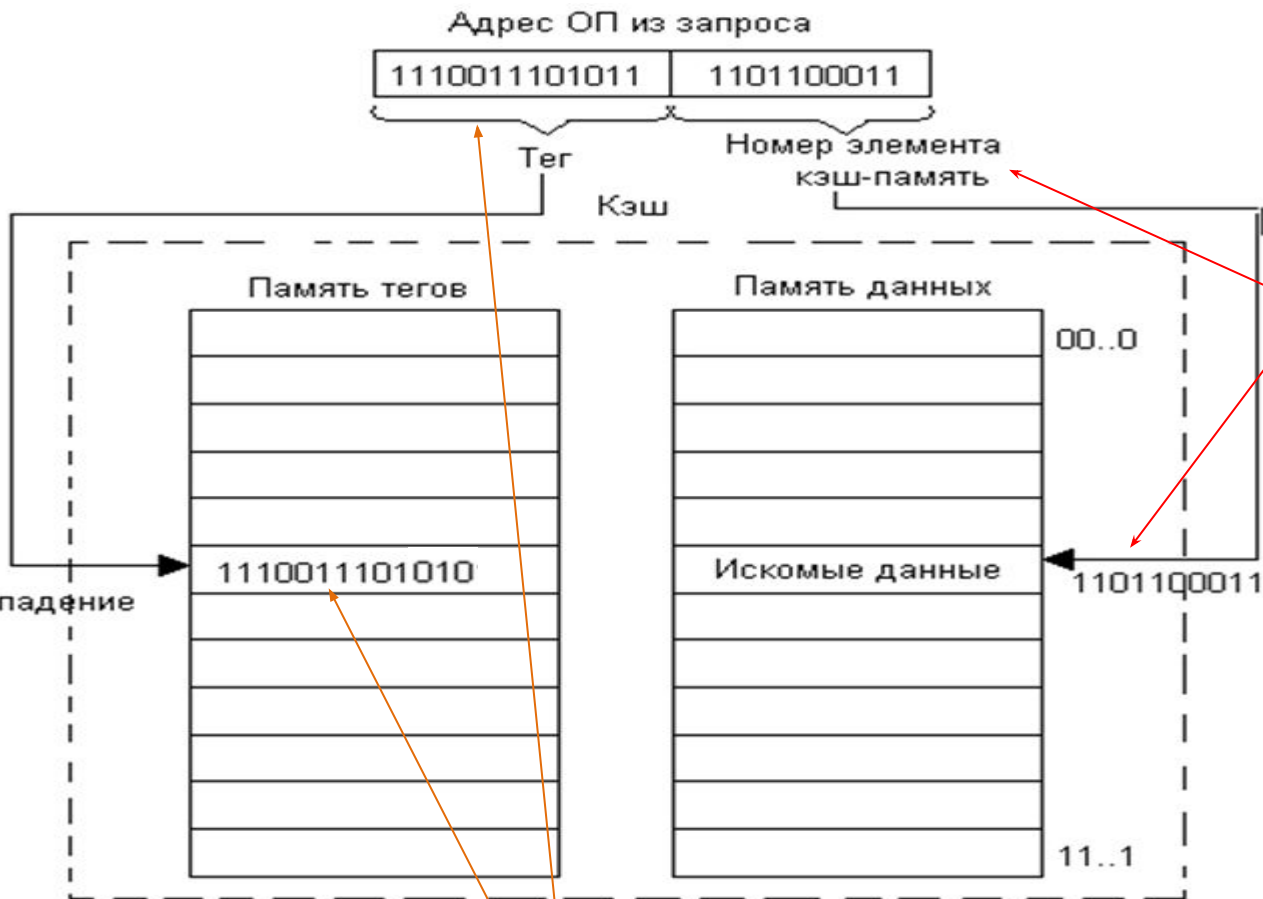 Адрес ОП из запроса
1110011101011 1101100011
Тег
Номер элемента
кэш-память
Кэш
Память тегов
Память данных
00..0
1110011101010
Искомые данные
1101100011
падение
11..1